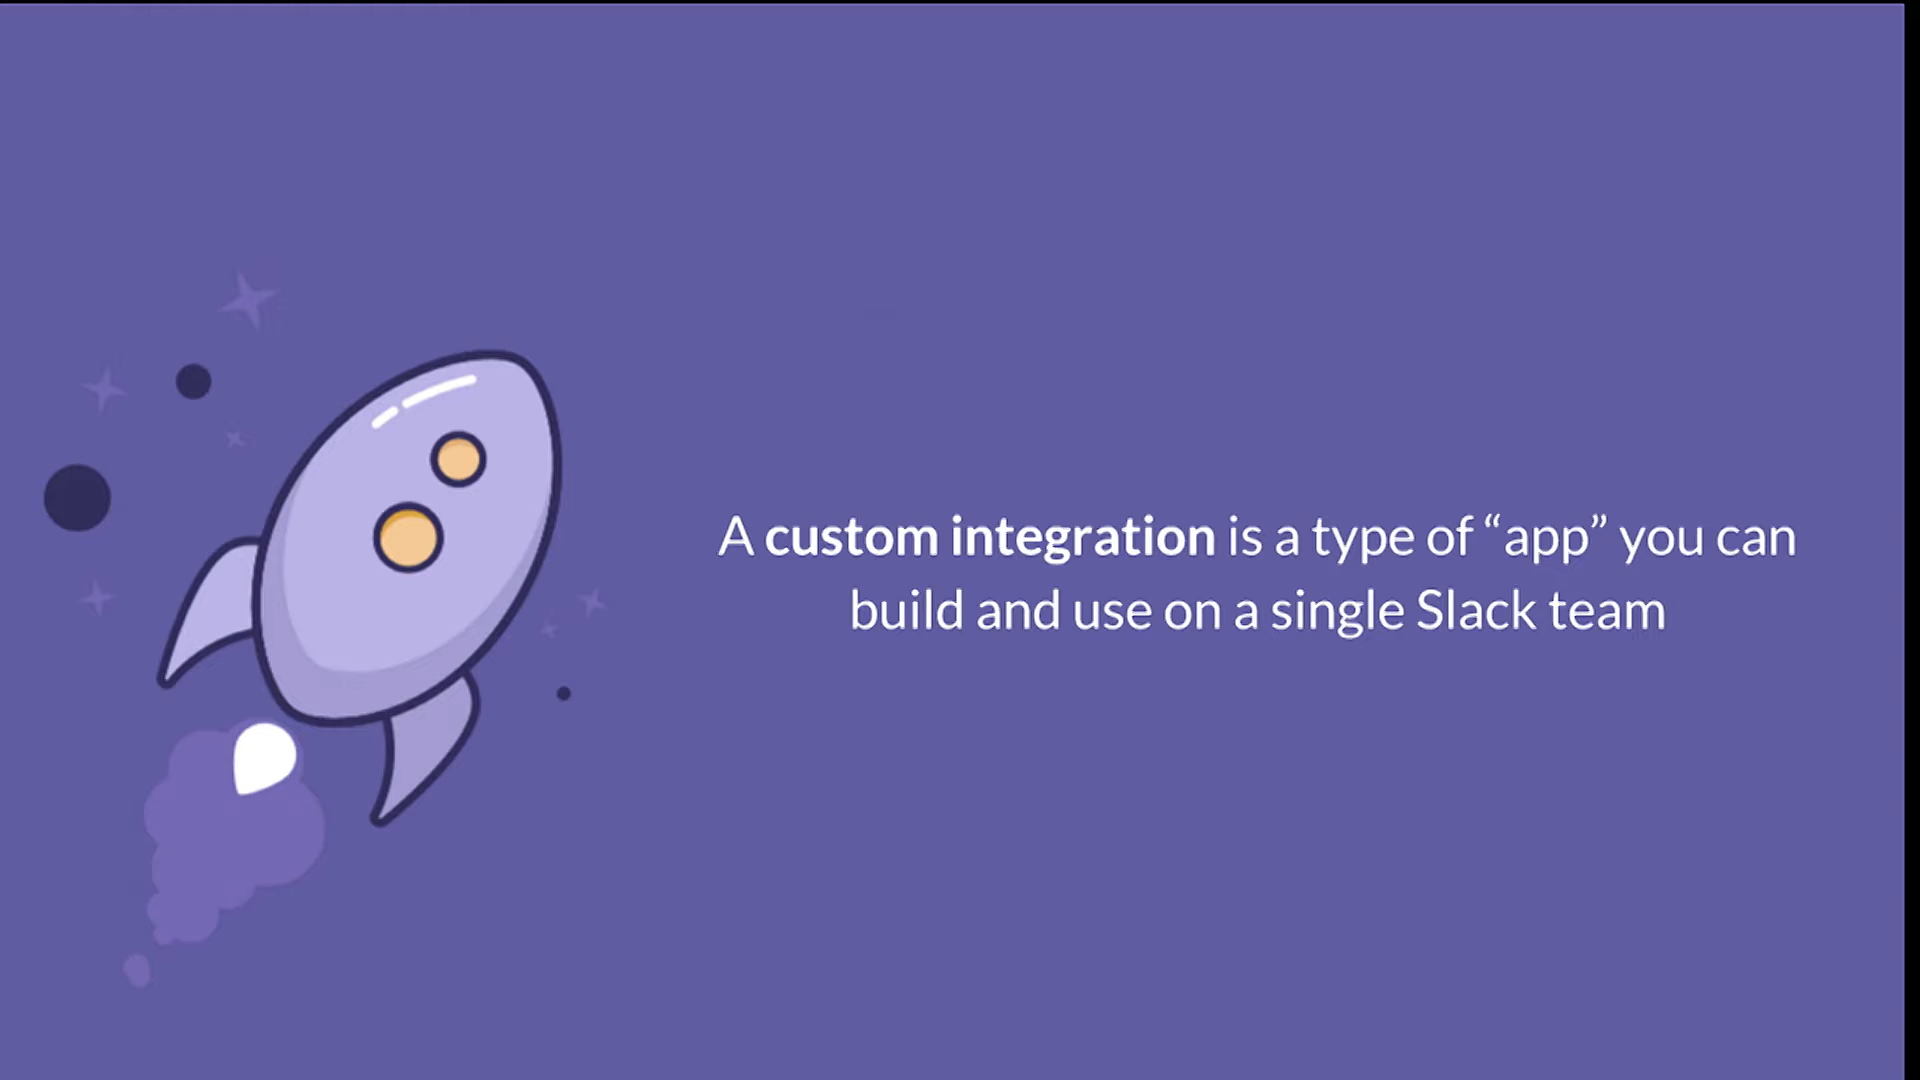 A custom integration is a type of “app” you can
build and use on a single Slack team